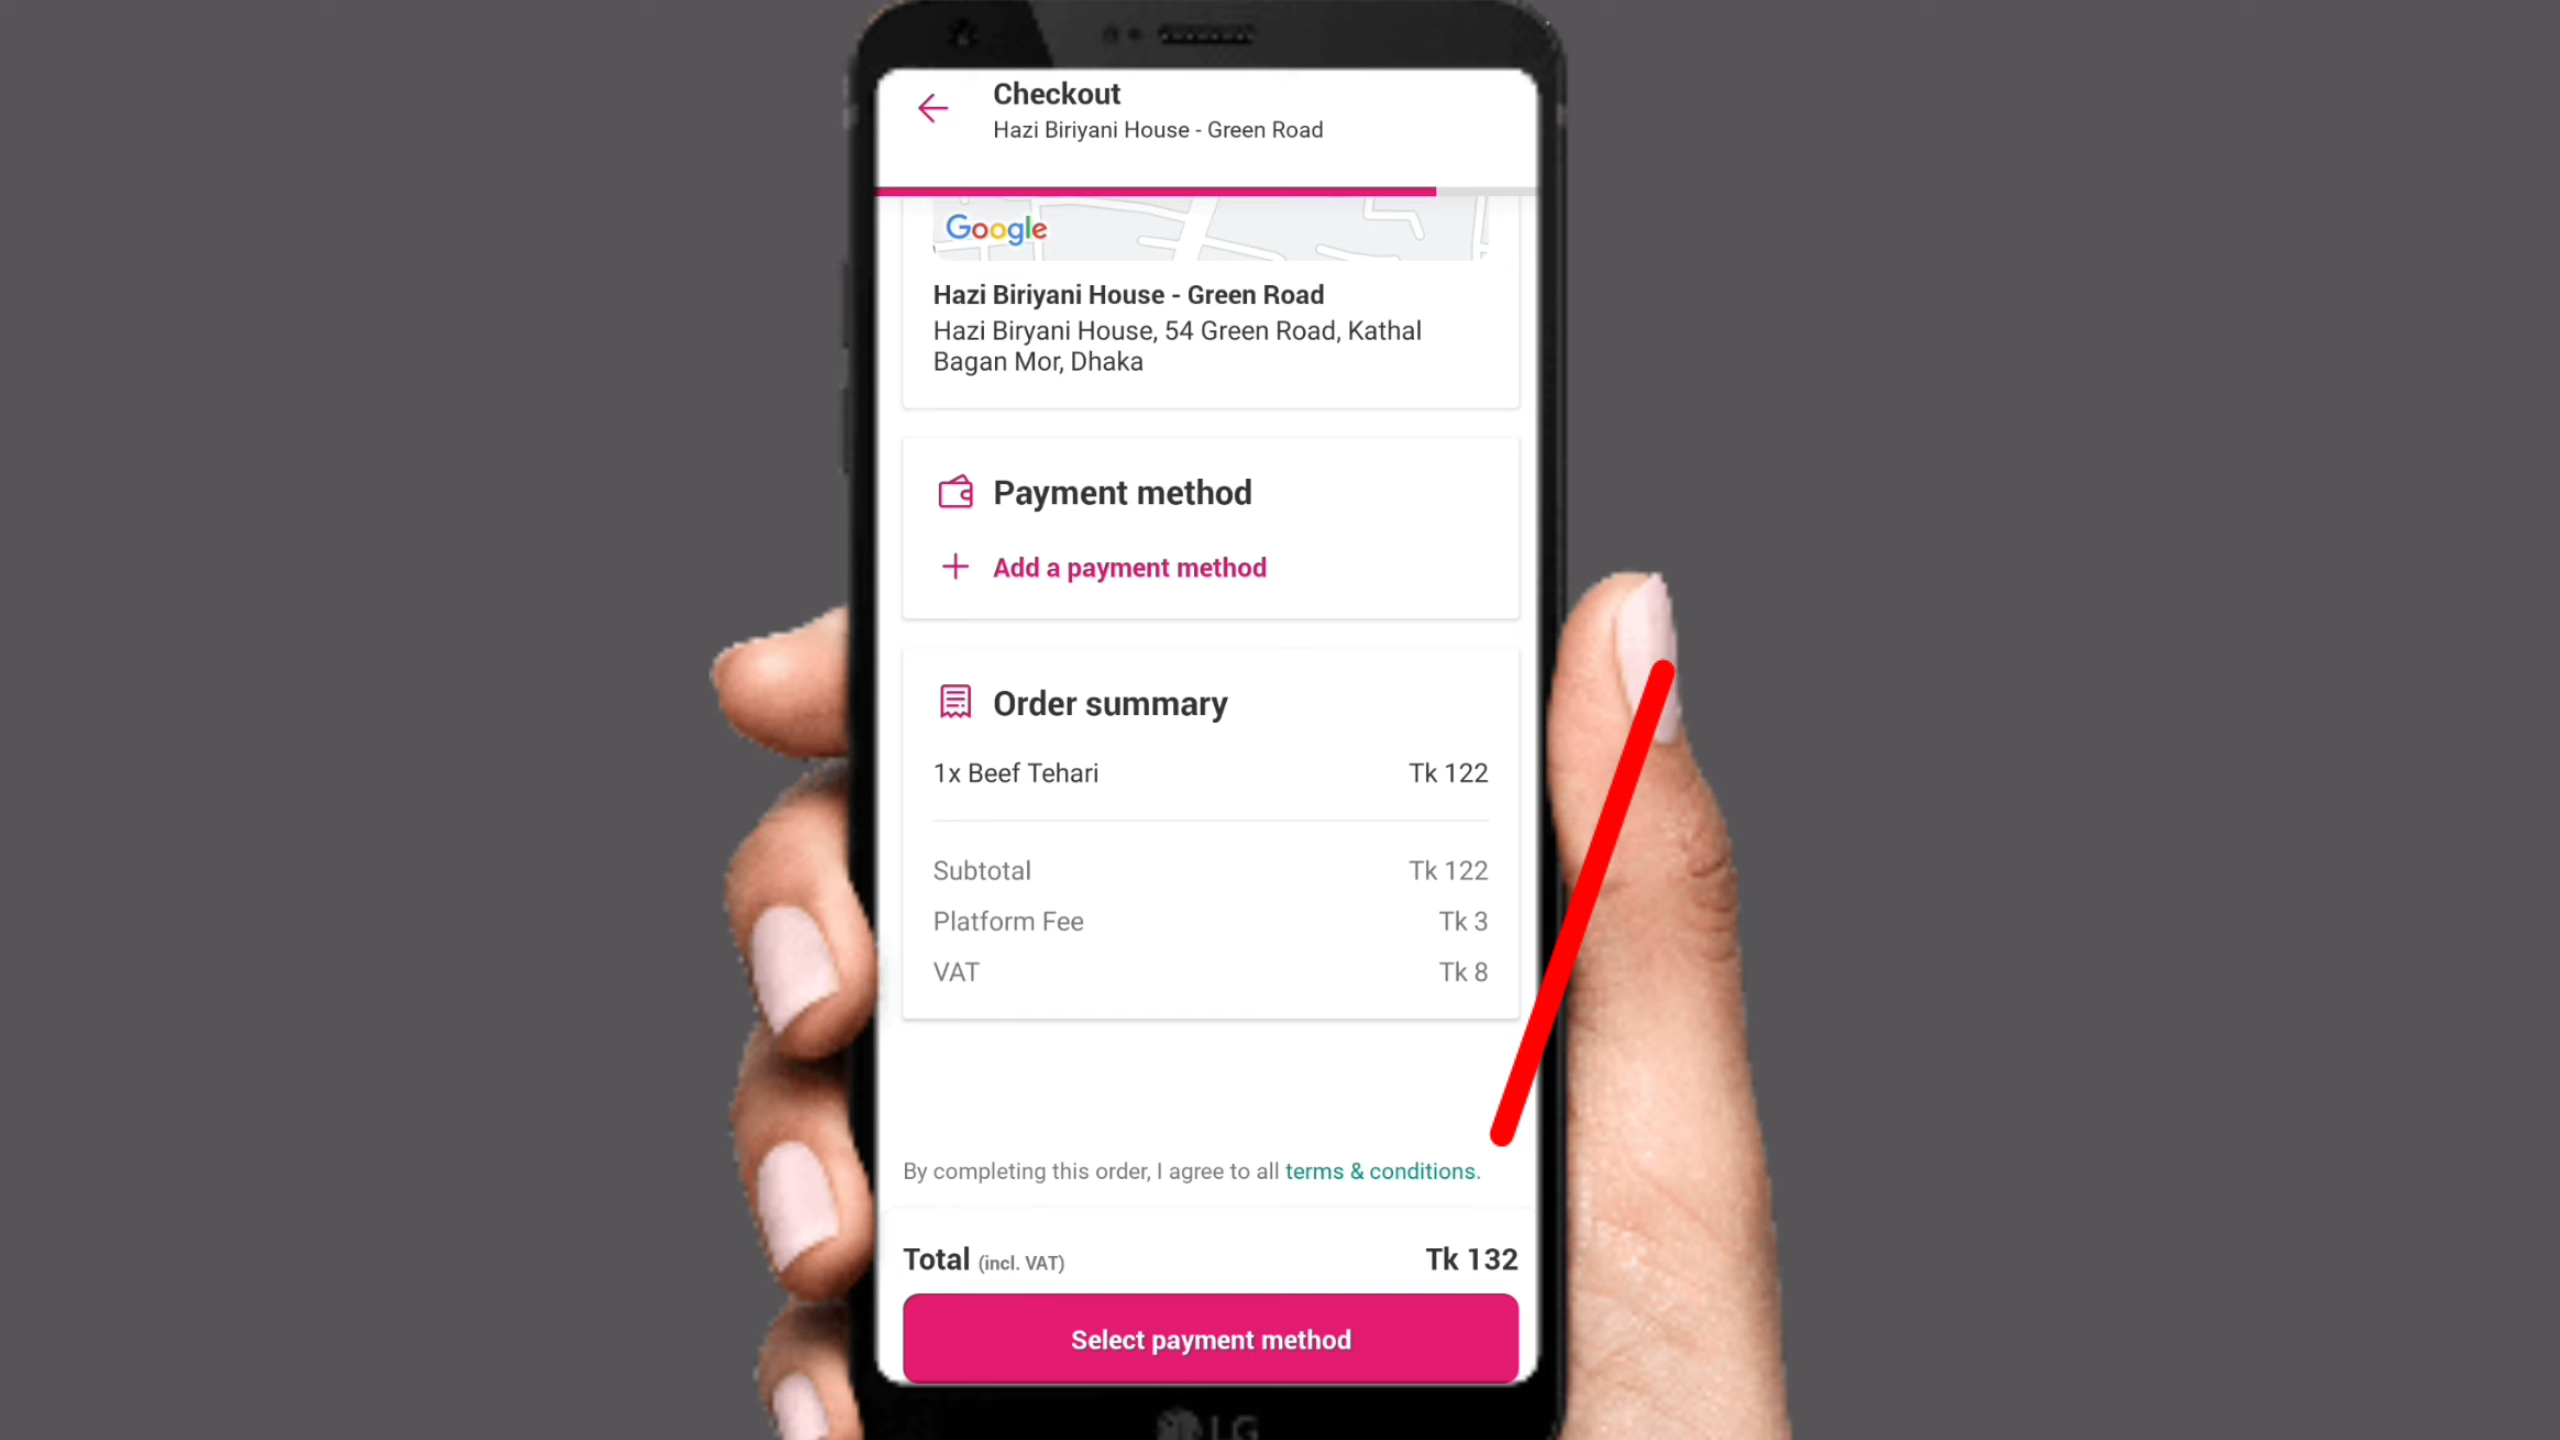 Checkout
Hazi Biriyani House - Green Road
Google
Hazi Biriyani House - Green Road
Hazi Biryani House, 54 Green Road, Kathal
Bagan Mor, Dhaka
Payment method
+ Add a payment method
Order summary
1x Beef Tehari Tk 122
Subtotal Tk 122
Platform Fee Tk 3
VAT Tk 8
By completing this order, I agree to all terms & conditions.
Total (incl. VAT) Tk 132
Select payment method
LG